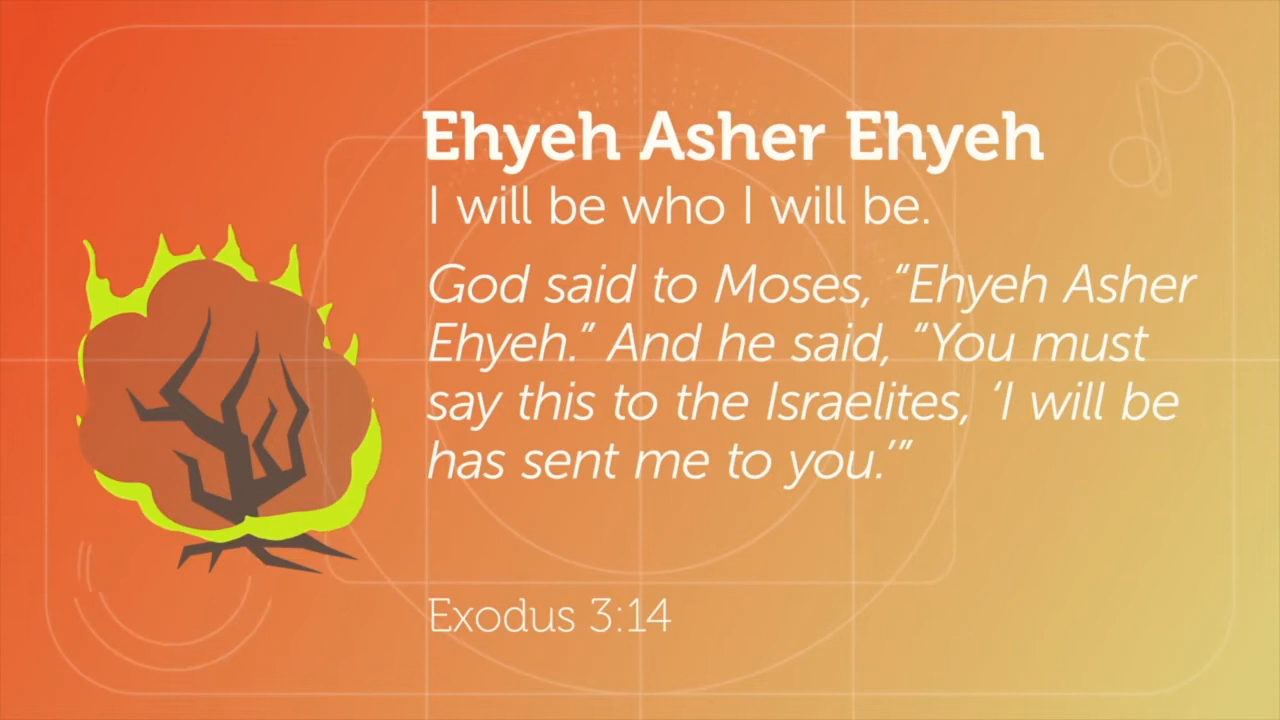 Ehyeh Asher Ehyeh
I will be who I will be.
God said to Moses, “Ehyeh Asher
Ehyeh.” And he said, “You must
say this to the Israelites, ‘I will be
has sent me to you.’”
Exodus 3:14